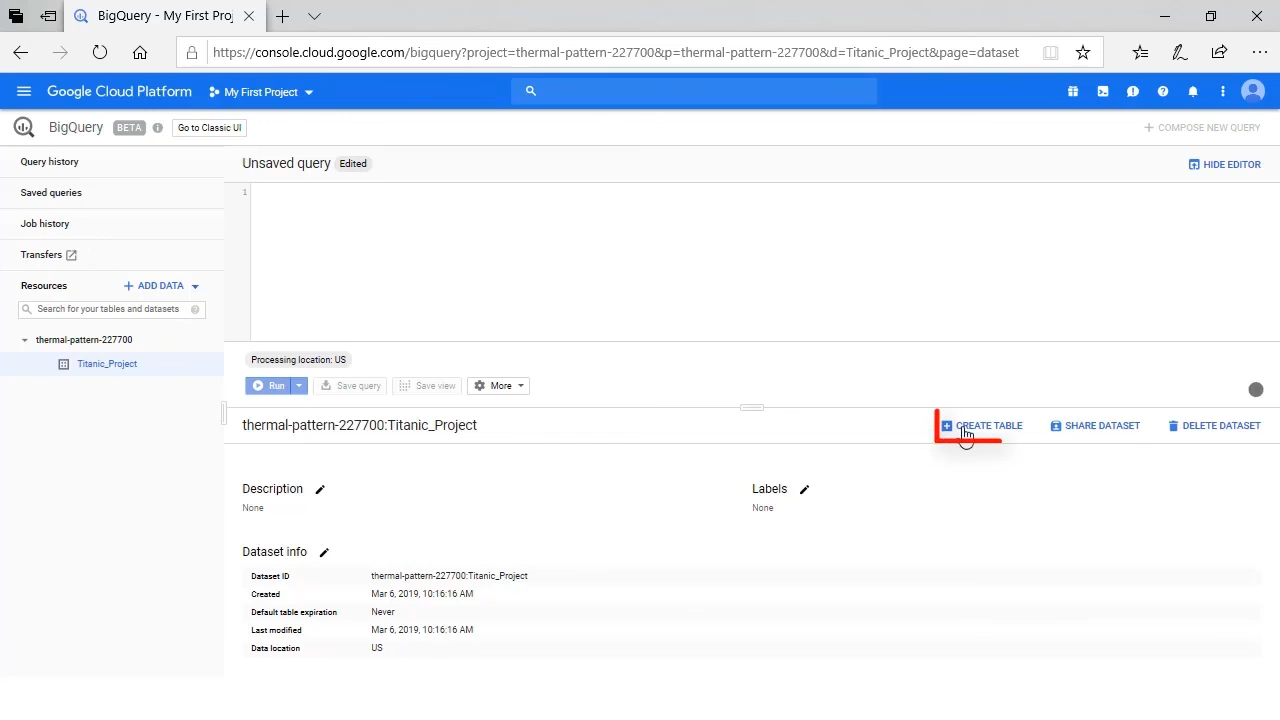 BigQuery - My First Proj
https://console.cloud.google.com/bigquery?project=thermal-pattern-227700&p=thermal-pattern-227700&d=Titanic_Project&page=dataset
Google Cloud Platform My First Project
BigQuery BETA Go to Classic UI COMPOSE NEW QUERY
Query history
Saved queries
Job history
Transfers
Resources ADD DATA
Search for your tables and datasets
thermal-pattern-227700
Titanic_Project
Unsaved query Edited HIDE EDITOR
1
Processing location: US
Run Save query Save view More
thermal-pattern-227700:Titanic_Project CREATE TABLE SHARE DATASET DELETE DATASET
Description Labels
None None
Dataset info
Dataset ID thermal-pattern-227700:Titanic_Project
Created Mar 6, 2019, 10:16:16 AM
Default table expiration Never
Last modified Mar 6, 2019, 10:16:16 AM
Data location US